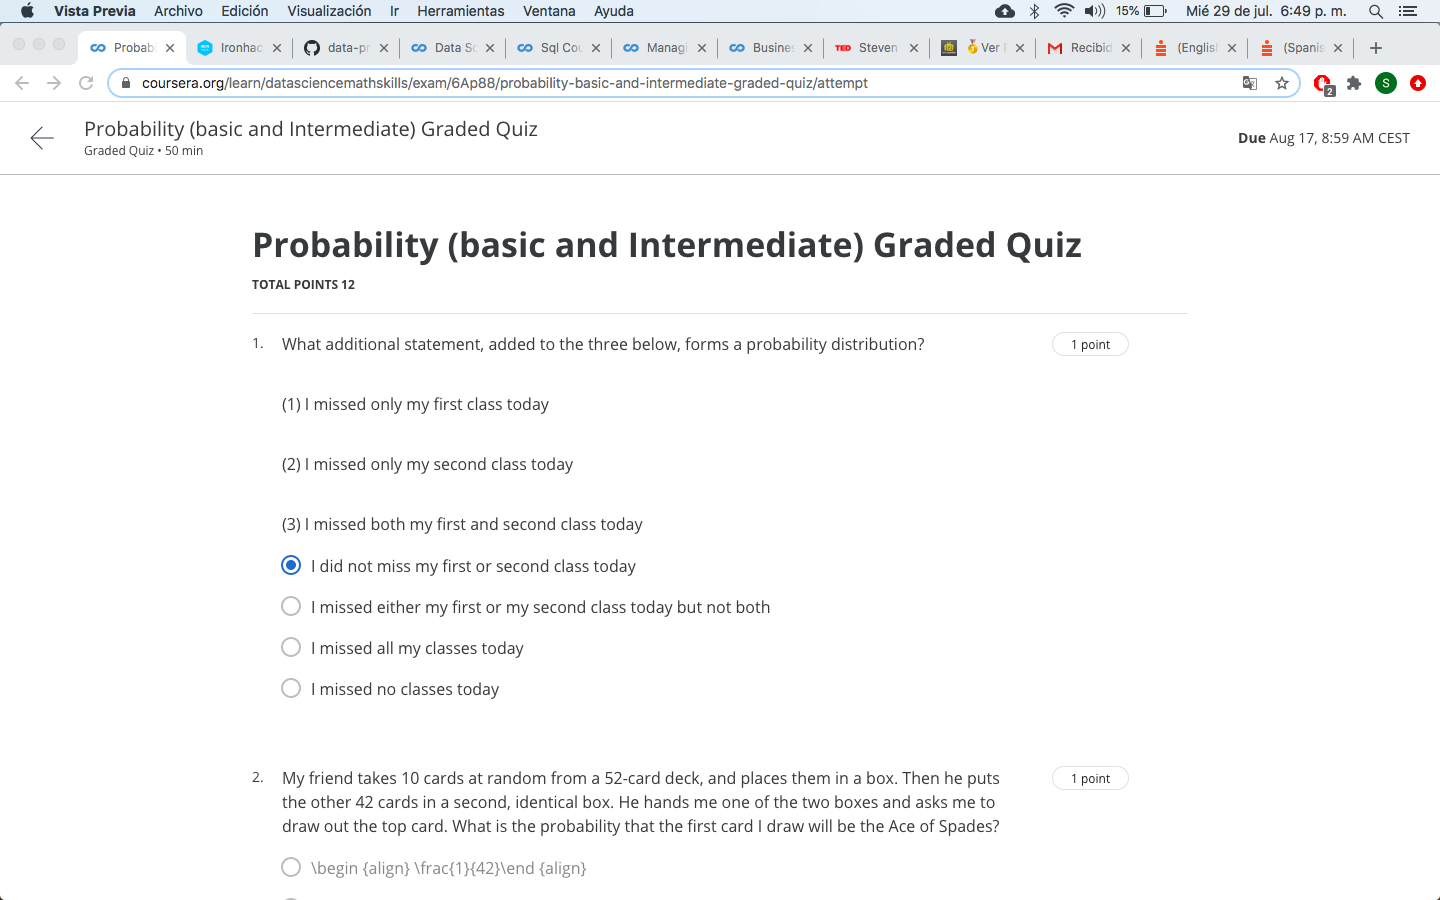 Vista Previa Archivo Edición Visualización Ir Herramientas Ventana Ayuda 15% Mié 29 de jul. 6:49 p. m.
Probabi Ironhac data-pr Data Sc Sql Cou Managi Busines TED Steven Ver Recibid (Englis (Spanis
coursera.org/learn/datasciencemathskills/exam/6Ap88/probability-basic-and-intermediate-graded-quiz/attempt 2 S
Probability (basic and Intermediate) Graded Quiz
Graded Quiz • 50 min
Due Aug 17, 8:59 AM CEST
Probability (basic and Intermediate) Graded Quiz
TOTAL POINTS 12
1. What additional statement, added to the three below, forms a probability distribution? 1 point
(1) I missed only my first class today
(2) I missed only my second class today
(3) I missed both my first and second class today
I did not miss my first or second class today
I missed either my first or my second class today but not both
I missed all my classes today
I missed no classes today
2. My friend takes 10 cards at random from a 52-card deck, and places them in a box. Then he puts 1 point
the other 42 cards in a second, identical box. He hands me one of the two boxes and asks me to
draw out the top card. What is the probability that the first card I draw will be the Ace of Spades?
\begin {align} \frac{1}{42}\end {align}